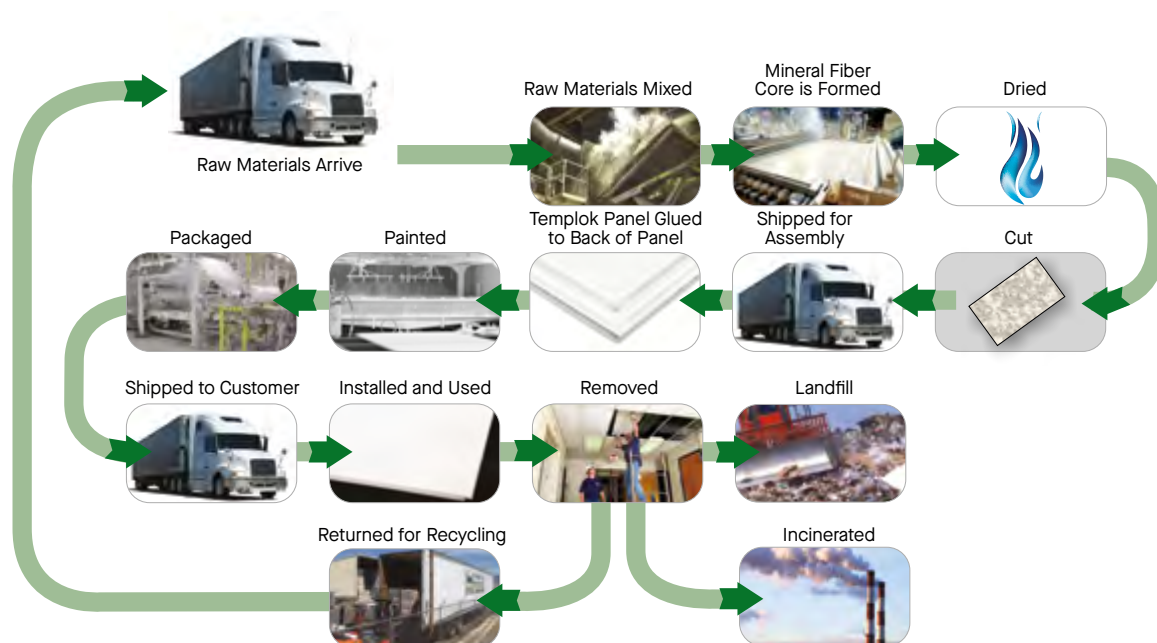 Raw Materials Arrive
Raw Materials Mixed
Mineral Fiber
Core is Formed
Dried
Packaged
Painted
Templok Panel Glued
to Back of Panel
Shipped for
Assembly
Cut
Shipped to Customer
Installed and Used
Removed
Landfill
Returned for Recycling
Incinerated